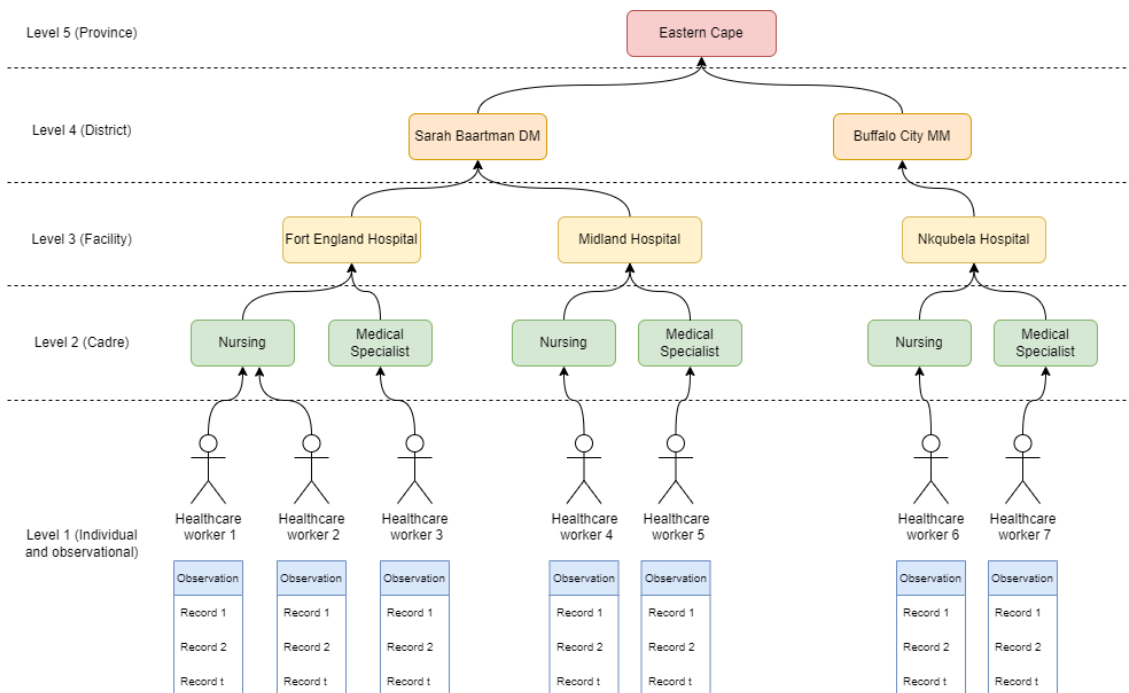 Level 5 (Province)
Eastern Cape
Level 4 (District)
Sarah Baartman DM
Buffalo City MM
Level 3 (Facility)
Fort England Hospital
Midland Hospital
Nkqubela Hospital
Level 2 (Cadre)
Nursing
Medical
Specialist
Nursing
Medical
Specialist
Nursing
Medical
Specialist
Level 1 (Individual
and observational)
Healthcare
worker 1
Healthcare
worker 2
Healthcare
worker 3
Healthcare
worker 4
Healthcare
worker 5
Healthcare
worker 6
Healthcare
worker 7
Observation
Record 1
Record 2
Record t
Observation
Record 1
Record 2
Record t
Observation
Record 1
Record 2
Record t
Observation
Record 1
Record 2
Record t
Observation
Record 1
Record 2
Record t
Observation
Record 1
Record 2
Record t
Observation
Record 1
Record 2
Record t